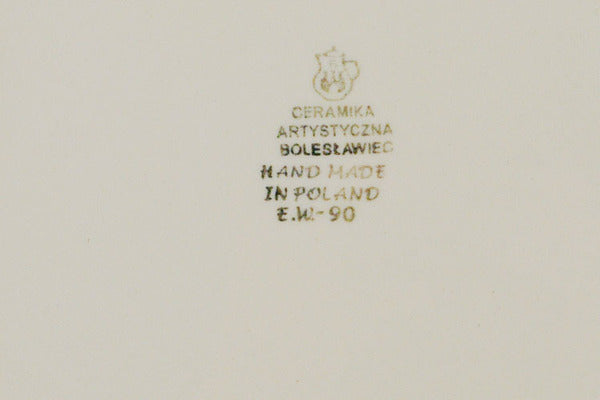 CERAMIKA
ARTYSTYCZNA
BOLESŁAWIEC
HAND MADE
IN POLAND
E.W-90